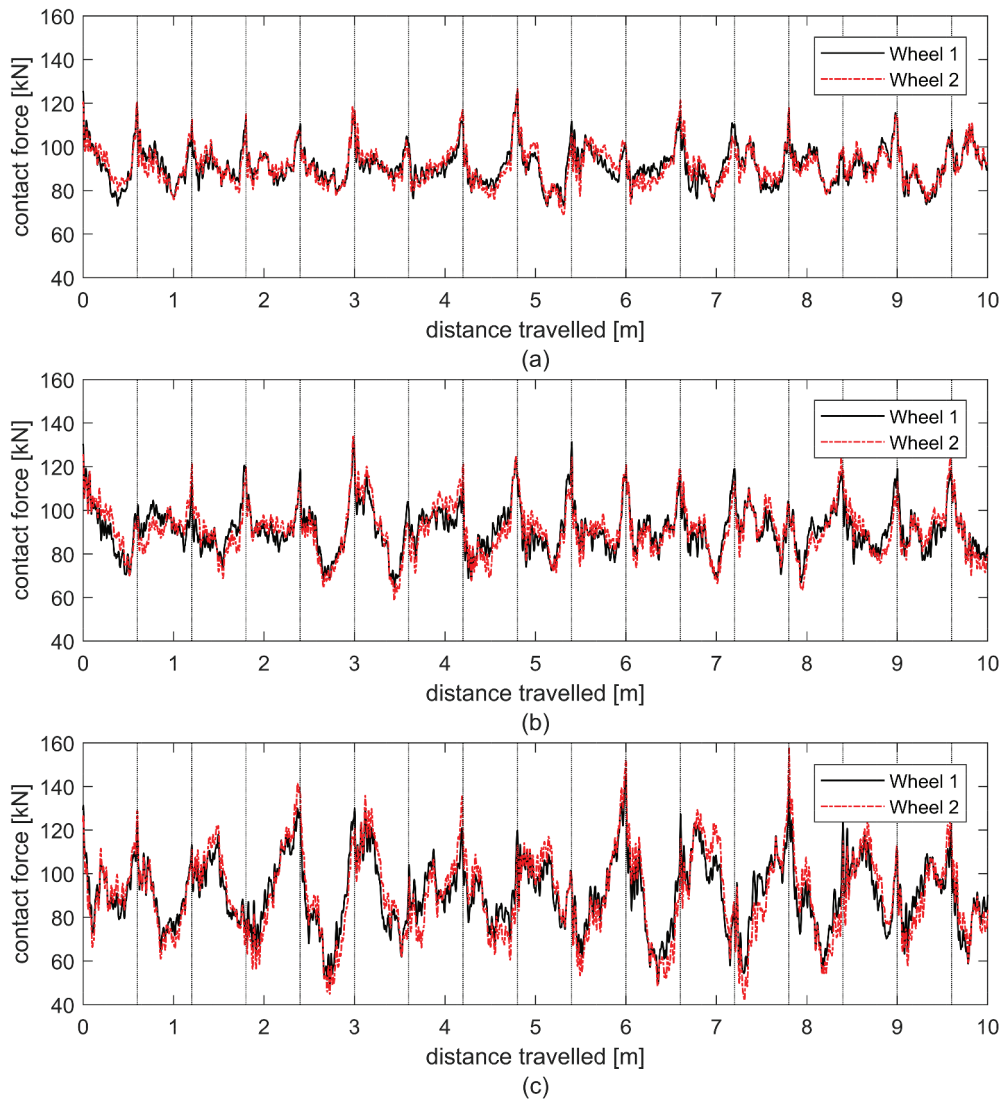 160
140
120
100
80
60
40
contact force [kN]
Wheel 1
Wheel 2
0 1 2 3 4 5 6 7 8 9 10
distance travelled [m]
(a)
160
140
120
100
80
60
40
contact force [kN]
Wheel 1
Wheel 2
0 1 2 3 4 5 6 7 8 9 10
distance travelled [m]
(b)
160
140
120
100
80
60
40
contact force [kN]
Wheel 1
Wheel 2
0 1 2 3 4 5 6 7 8 9 10
distance travelled [m]
(c)